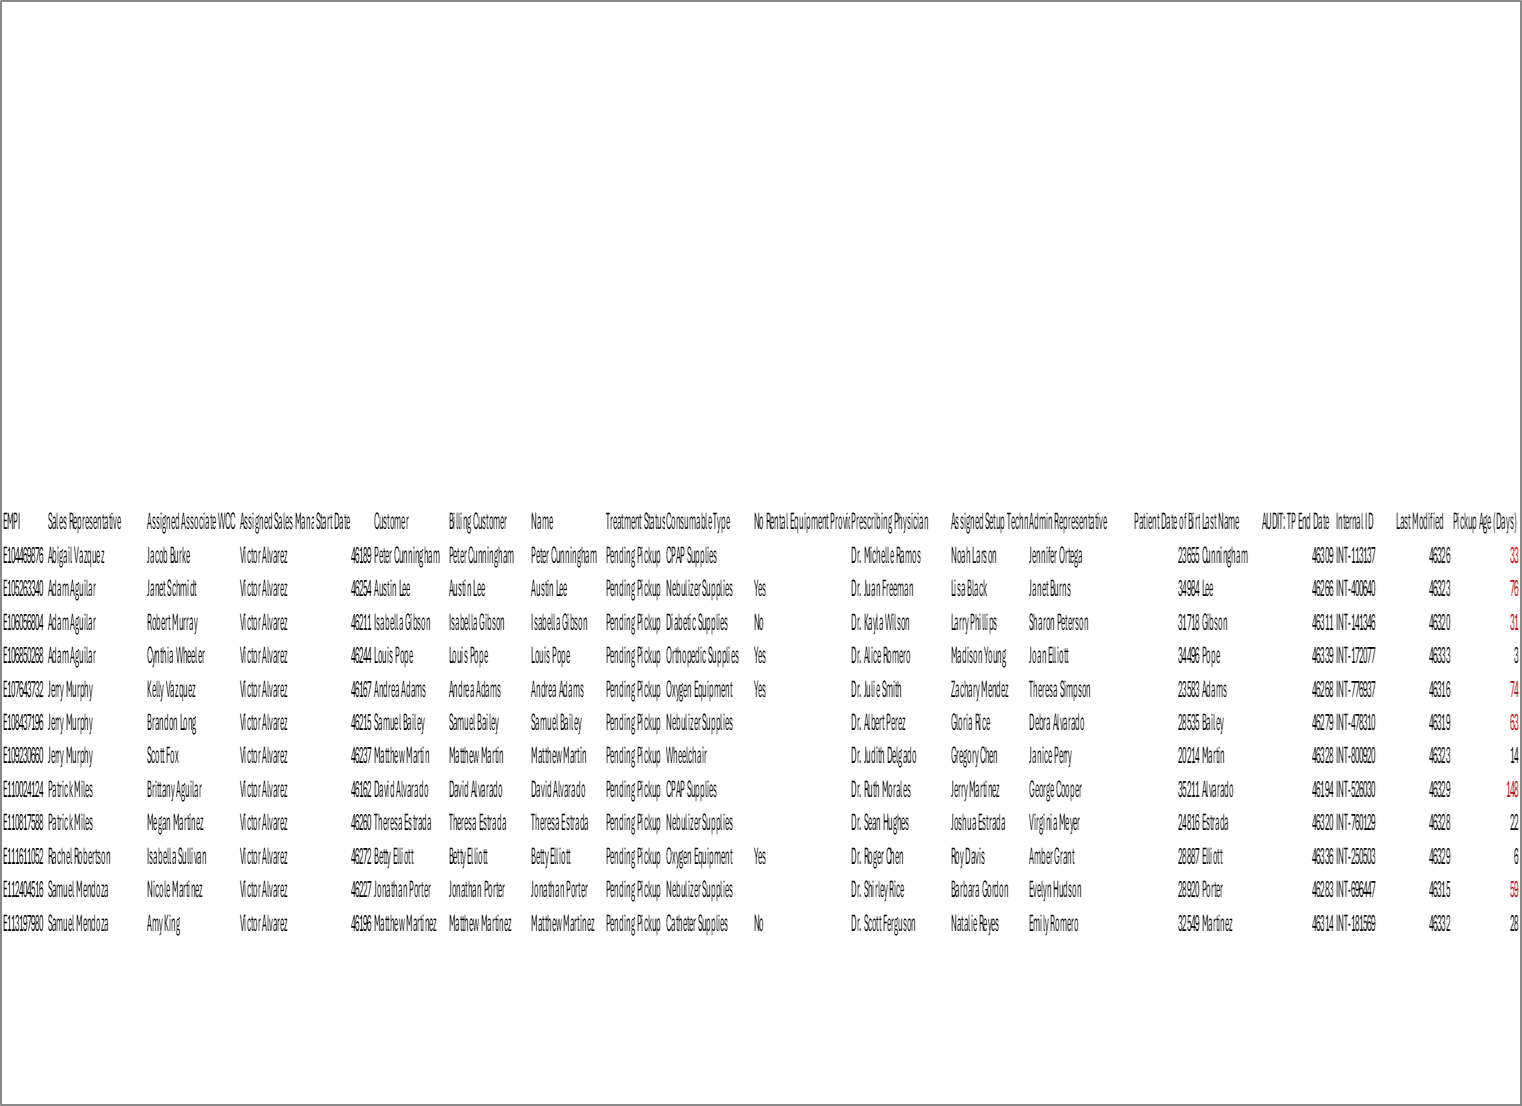 EMPI Sales Representative Assigned Associate WCC Assigned Sales Mana Start Date Customer Billing Customer Name Treatment Status Consumable Type No Rental Equipment Provi Prescribing Physician Assigned Setup Techn Admin Representative Patient Date of Birt Last Name AUDIT: TP End Date Internal ID Last Modified Pickup Age (Days)
E104469876 Abigail Vazquez Jacob Burke Victor Alvarez 46189 Peter Cunningham Peter Cunningham Peter Cunningham Pending Pickup CPAP Supplies Dr. Michelle Ramos Noah Larson Jennifer Ortega 23655 Cunningham 46309 INT-113137 46326 33
E105263340 Adam Aguilar Janet Schmidt Victor Alvarez 46254 Austin Lee Austin Lee Austin Lee Pending Pickup Nebulizer Supplies Yes Dr. Juan Freeman Lisa Black Janet Burns 34984 Lee 46266 INT-400640 46323 76
E106056804 Adam Aguilar Robert Murray Victor Alvarez 46211 Isabella Gibson Isabella Gibson Isabella Gibson Pending Pickup Diabetic Supplies No Dr. Kayla Wilson Larry Phillips Sharon Peterson 31718 Gibson 46311 INT-141346 46320 31
E106850268 Adam Aguilar Cynthia Wheeler Victor Alvarez 46244 Louis Pope Louis Pope Louis Pope Pending Pickup Orthopedic Supplies Yes Dr. Alice Romero Madison Young Joan Elliott 34496 Pope 46339 INT-172077 46333 3
E107643732 Jerry Murphy Kelly Vazquez Victor Alvarez 46167 Andrea Adams Andrea Adams Andrea Adams Pending Pickup Oxygen Equipment Yes Dr. Julie Smith Zachary Mendez Theresa Simpson 23583 Adams 46268 INT-776937 46316 74
E108437196 Jerry Murphy Brandon Long Victor Alvarez 46215 Samuel Bailey Samuel Bailey Samuel Bailey Pending Pickup Nebulizer Supplies Dr. Albert Perez Gloria Rice Debra Alvarado 28535 Bailey 46279 INT-478310 46319 63
E109230660 Jerry Murphy Scott Fox Victor Alvarez 46237 Matthew Martin Matthew Martin Matthew Martin Pending Pickup Wheelchair Dr. Judith Delgado Gregory Chen Janice Perry 20214 Martin 46328 INT-800920 46323 14
E110024124 Patrick Miles Brittany Aguilar Victor Alvarez 46162 David Alvarado David Alvarado David Alvarado Pending Pickup CPAP Supplies Dr. Ruth Morales Jerry Martinez George Cooper 35211 Alvarado 46194 INT-526030 46329 148
E110817588 Patrick Miles Megan Martinez Victor Alvarez 46260 Theresa Estrada Theresa Estrada Theresa Estrada Pending Pickup Nebulizer Supplies Dr. Sean Hughes Joshua Estrada Virginia Meyer 24816 Estrada 46320 INT-760129 46328 22
E111611052 Rachel Robertson Isabella Sullivan Victor Alvarez 46272 Betty Elliott Betty Elliott Betty Elliott Pending Pickup Oxygen Equipment Yes Dr. Roger Chen Roy Davis Amber Grant 28887 Elliott 46336 INT-250503 46329 6
E112404516 Samuel Mendoza Nicole Martinez Victor Alvarez 46227 Jonathan Porter Jonathan Porter Jonathan Porter Pending Pickup Nebulizer Supplies Dr. Shirley Rice Barbara Gordon Evelyn Hudson 28920 Porter 46283 INT-696447 46315 59
E113197980 Samuel Mendoza Amy King Victor Alvarez 46196 Matthew Martinez Matthew Martinez Matthew Martinez Pending Pickup Catheter Supplies No Dr. Scott Ferguson Natalie Reyes Emily Romero 32549 Martinez 46314 INT-181569 46332 28